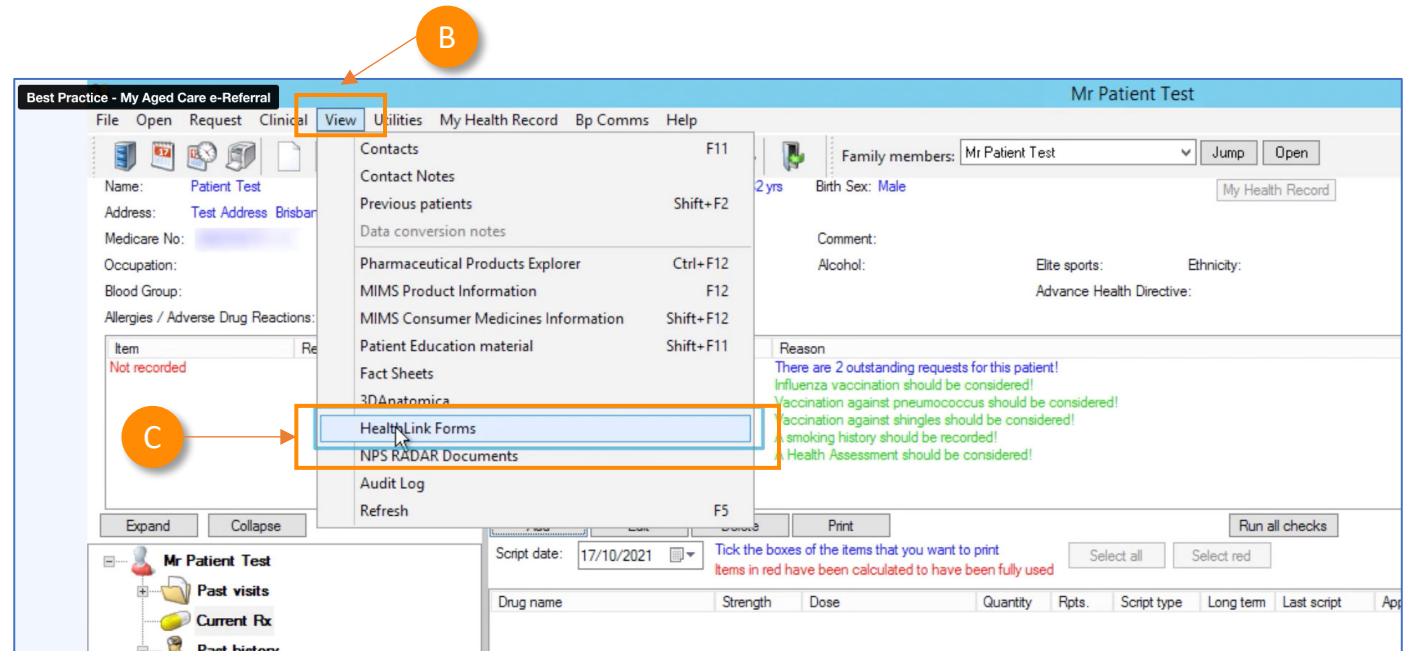 B
Best Practice - My Aged Care e-Referral
Mr Patient Test
File Open Request Clinical View Utilities My Health Record Bp Comms Help
Contacts F11
Contact Notes
Previous patients Shift+F2
Data conversion notes
Pharmaceutical Products Explorer Ctrl+F12
MIMS Product Information F12
MIMS Consumer Medicines Information Shift+F12
Patient Education material Shift+F11
Fact Sheets
3DAnatomica
HealthLink Forms
NPS RADAR Documents
Audit Log
Refresh F5
C
Family members: Mr Patient Test Jump Open
Name: Patient Test
2 yrs Birth Sex: Male My Health Record
Address: Test Address Brisban
Medicare No:
Comment:
Occupation:
Alcohol: Elite sports: Ethnicity:
Blood Group:
Advance Health Directive:
Allergies / Adverse Drug Reactions:
Item Re
Not recorded
Reason
There are 2 outstanding requests for this patient!
Influenza vaccination should be considered!
Vaccination against pneumococcus should be considered!
Vaccination against shingles should be considered!
A smoking history should be recorded!
A Health Assessment should be considered!
Expand Collapse
Add Edit Delete Print Run all checks
Script date: 17/10/2021 Tick the boxes of the items that you want to print Select all Select red
Items in red have been calculated to have been fully used
Mr Patient Test
Past visits
Current Rx
Past history
Drug name Strength Dose Quantity Rpts. Script type Long term Last script App